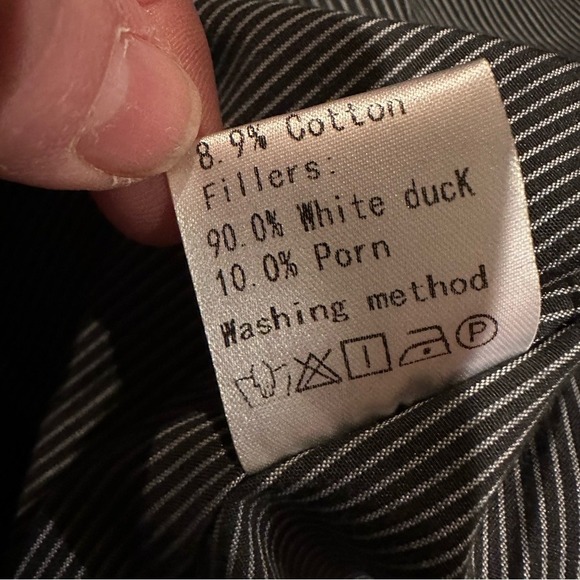 8.9% Cotton
Fillers:
90.0% White ducK
10.0% Porn
Washing method
P